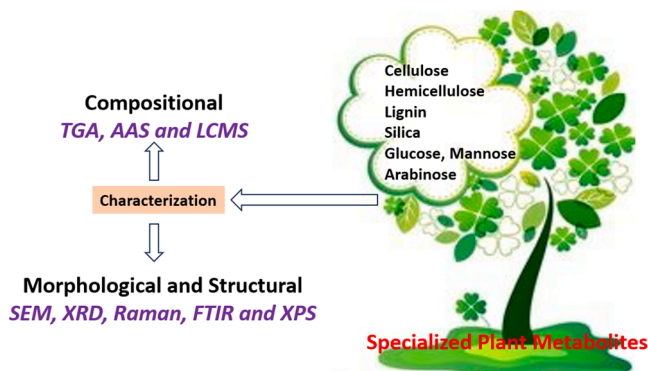 Compositional
TGA, AAS and LCMS
Characterization
Morphological and Structural
SEM, XRD, Raman, FTIR and XPS
Cellulose
Hemicellulose
Lignin
Silica
Glucose, Mannose
Arabinose
Specialized Plant Metabolites